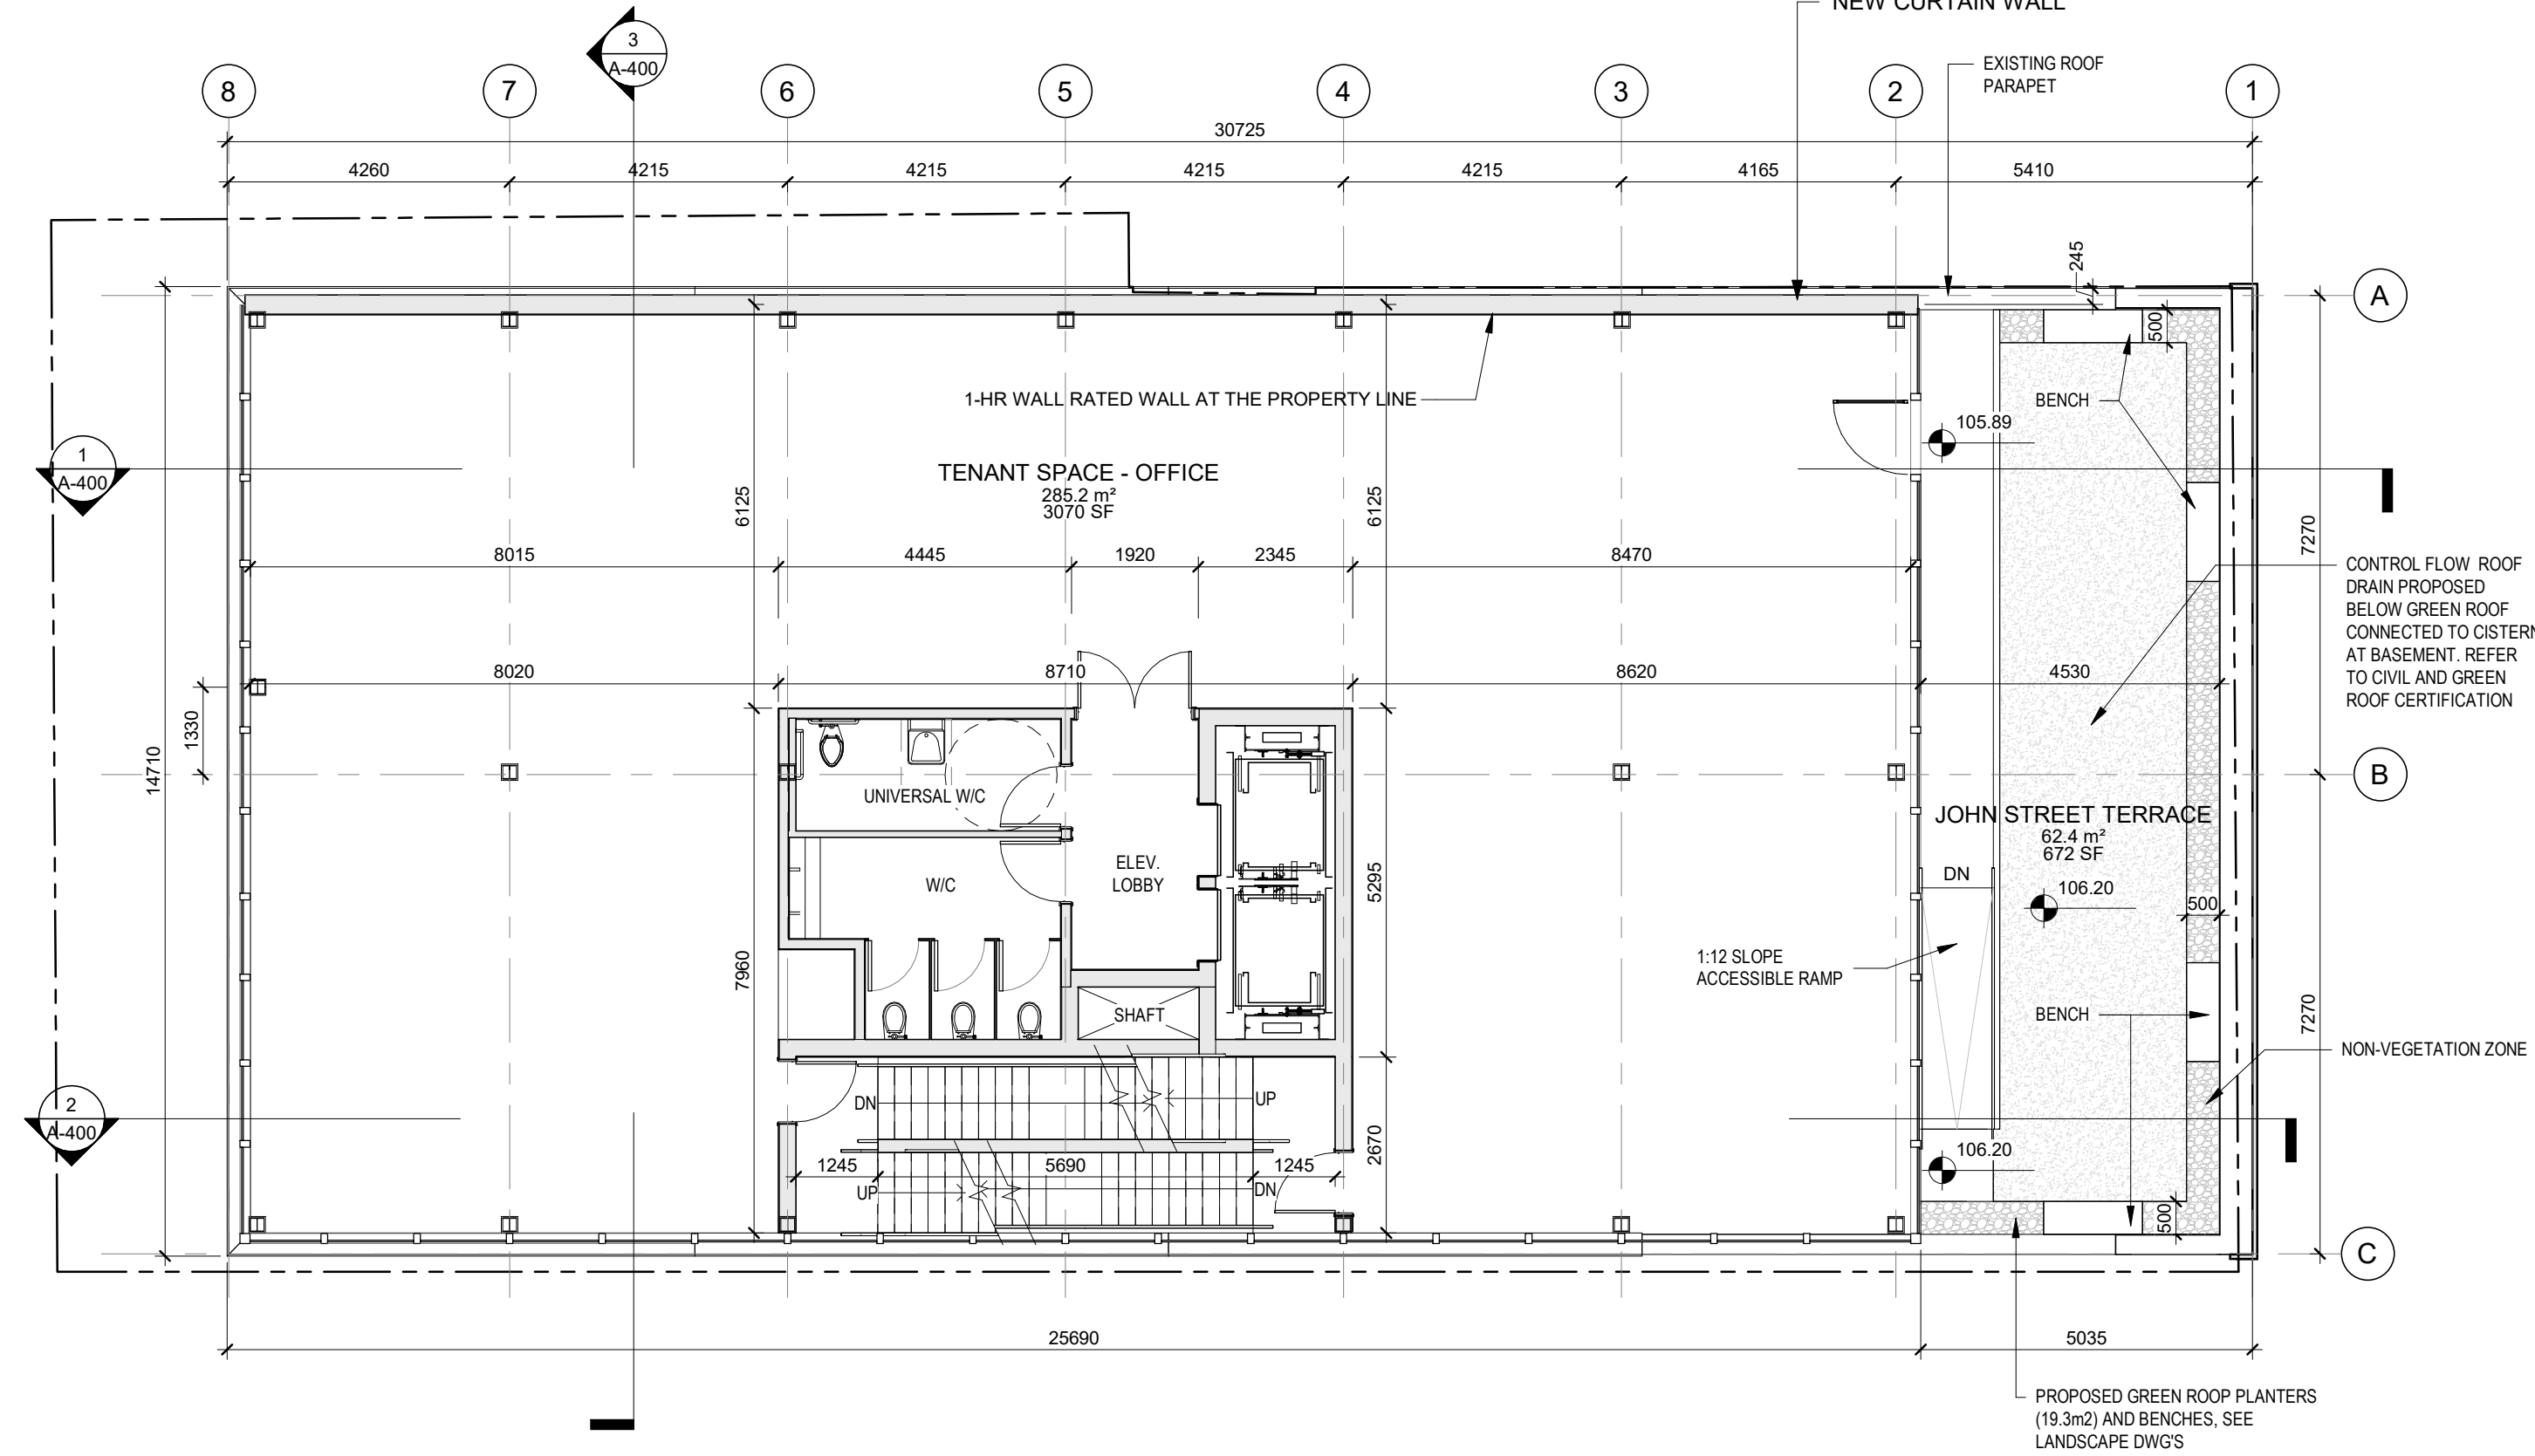 NEW CURTAIN WALL
3
A-400
EXISTING ROOF
PARAPET
8
7
6
5
4
3
2
1
30725
4260
4215
4215
4215
4215
4165
5410
245
A
500
1-HR WALL RATED WALL AT THE PROPERTY LINE
BENCH
105.89
1
A-400
TENANT SPACE - OFFICE
285.2 m²
3070 SF
6125
6125
7270
8015
4445
1920
2345
8470
CONTROL FLOW ROOF
DRAIN PROPOSED
BELOW GREEN ROOF
CONNECTED TO CISTERN
AT BASEMENT. REFER
TO CIVIL AND GREEN
ROOF CERTIFICATION
8020
8710
8620
4530
1330
14710
B
UNIVERSAL W/C
JOHN STREET TERRACE
62.4 m²
672 SF
ELEV.
LOBBY
W/C
5295
DN
106.20
500
7960
1:12 SLOPE
ACCESSIBLE RAMP
SHAFT
BENCH
7270
NON-VEGETATION ZONE
2
A-400
DN
UP
2670
106.20
1245
5690
1245
UP
DN
500
C
25690
5035
PROPOSED GREEN ROOP PLANTERS
(19.3m2) AND BENCHES, SEE
LANDSCAPE DWG'S